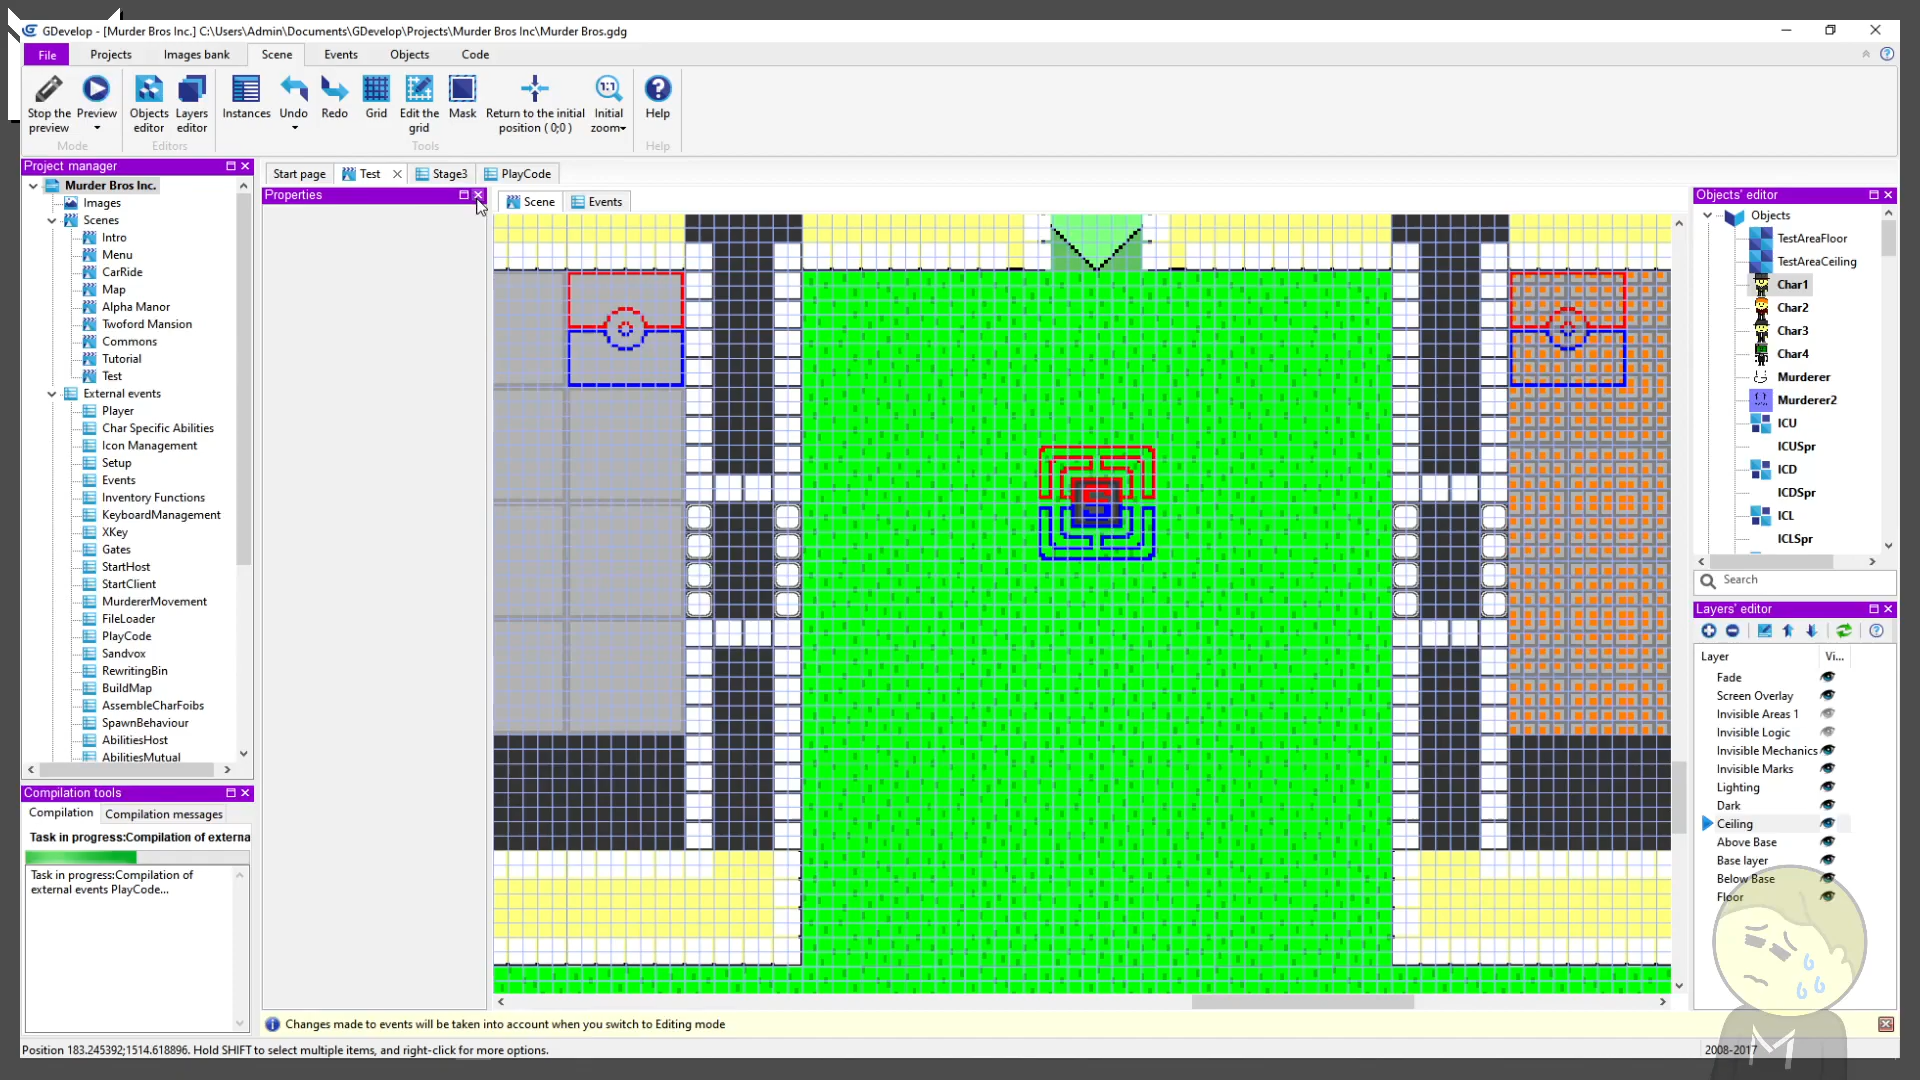 GDevelop - [Murder Bros Inc.] C:\Users\Admin\Documents\GDevelop\Projects\Murder Bros Inc\Murder Bros.gdg
File Projects Images bank Scene Events Objects Code
Stop the preview
Preview
Objects editor
Layers editor
Instances
Undo
Redo
Grid
Edit the grid
Mask
Return to the initial position ( 0;0 )
Initial zoom
Help
Mode Editors Tools Help
Project manager
Murder Bros Inc.
Images
Scenes
Intro
Menu
CarRide
Map
Alpha Manor
Twoford Mansion
Commons
Tutorial
Test
External events
Player
Char Specific Abilities
Icon Management
Setup
Events
Inventory Functions
KeyboardManagement
XKey
Gates
StartHost
StartClient
MurdererMovement
FileLoader
PlayCode
Sandvox
RewritingBin
BuildMap
AssembleCharFoibs
SpawnBehaviour
AbilitiesHost
AbilitiesMutual
Compilation tools
Compilation Compilation messages
Task in progress:Compilation of externa
Task in progress:Compilation of
external events PlayCode...
Start page Test Stage3 PlayCode
Properties
Scene Events
Objects' editor
Objects
TestAreaFloor
TestAreaCeiling
Char1
Char2
Char3
Char4
Murderer
Murderer2
ICU
ICUSpr
ICD
ICDSpr
ICL
ICLSpr
Search
Layers' editor
Layer Vi...
Fade
Screen Overlay
Invisible Areas 1
Invisible Logic
Invisible Mechanics
Invisible Marks
Lighting
Dark
Ceiling
Above Base
Base layer
Below Base
Floor
Changes made to events will be taken into account when you switch to Editing mode
Position 183.245392;1514.618896. Hold SHIFT to select multiple items, and right-click for more options.
2008-2017